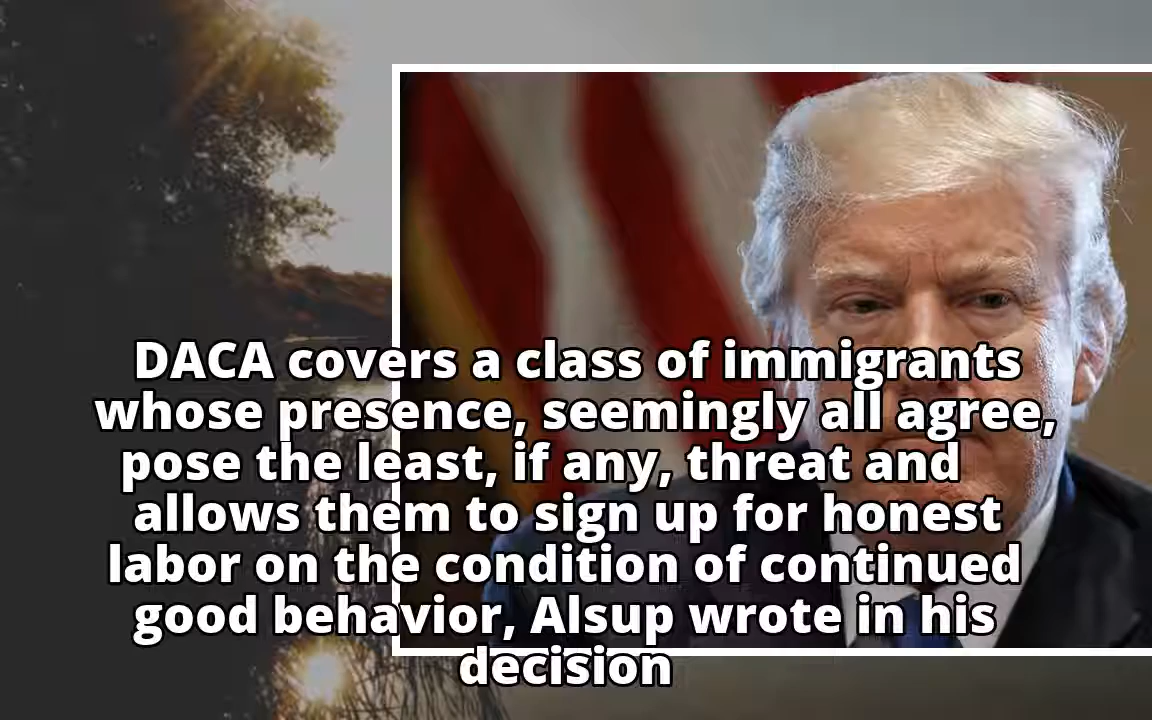 DACA covers a class of immigrants
whose presence, seemingly all agree,
pose the least, if any, threat and
allows them to sign up for honest
labor on the condition of continued
good behavior, Alsup wrote in his
decision